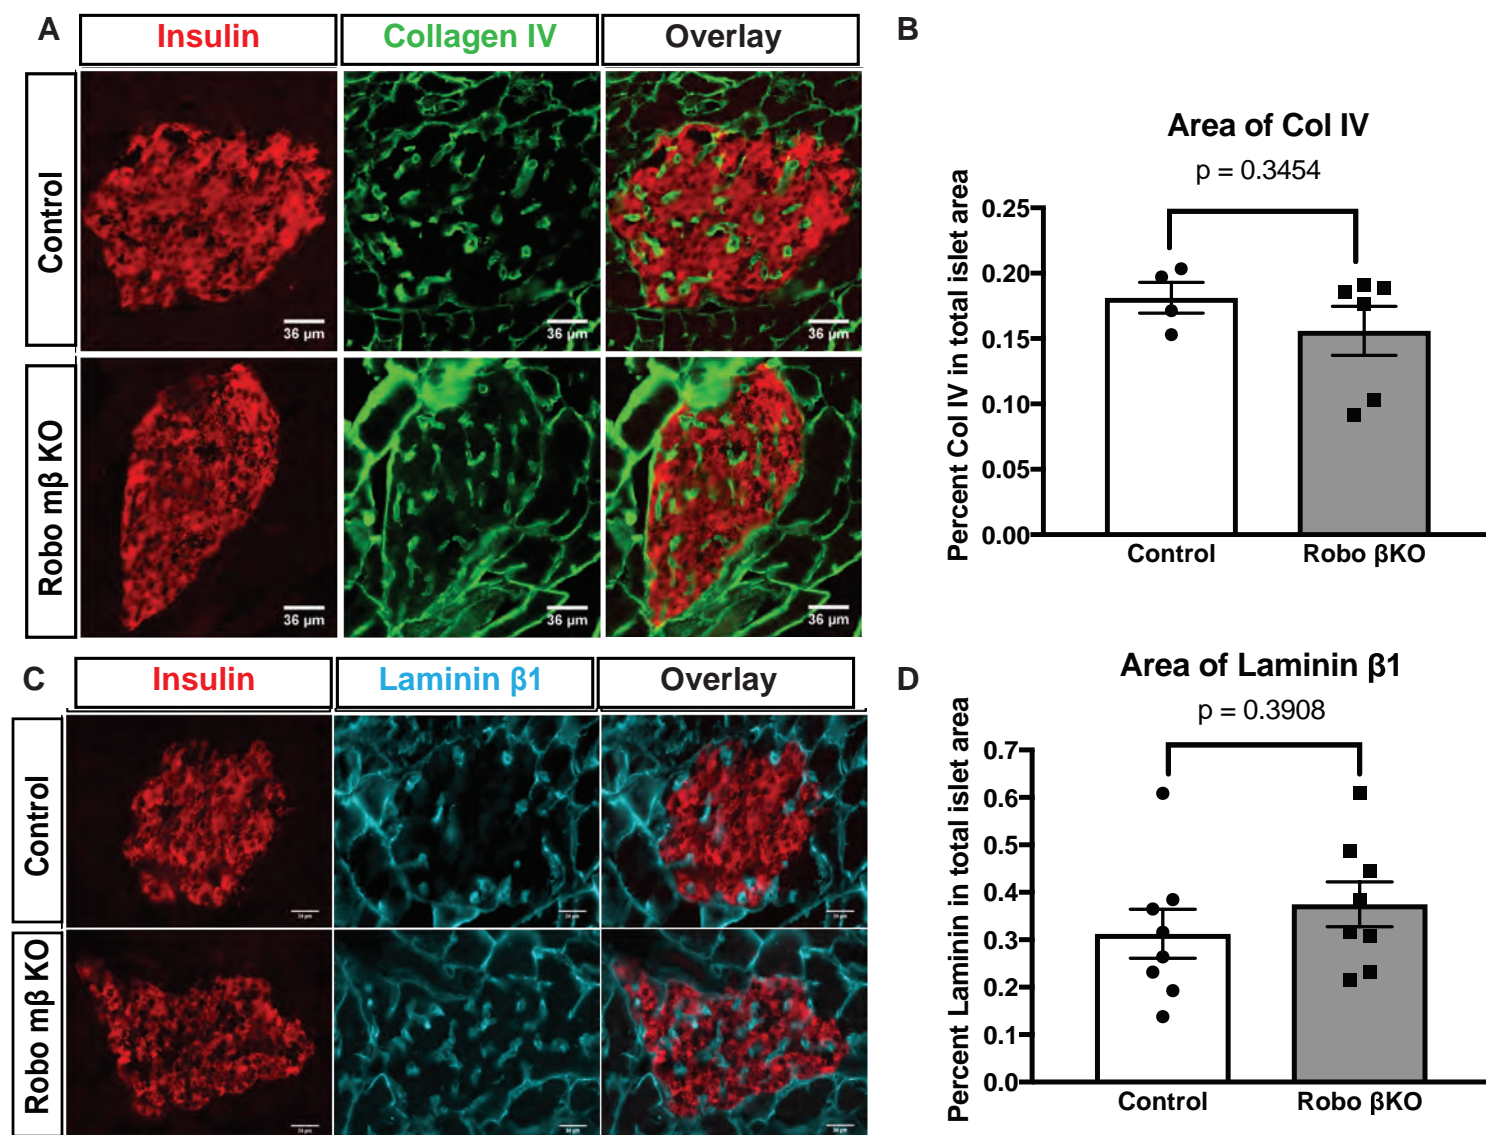 A
Insulin
Collagen IV
Overlay
Control
36 µm
36 µm
36 µm
Robo mβ KO
36 µm
36 µm
36 µm
B
Area of Col IV
p = 0.3454
Percent Col IV in total islet area
0.25
0.20
0.15
0.10
0.05
0.00
Control
Robo βKO
C
Insulin
Laminin β1
Overlay
Control
Robo mβ KO
D
Area of Laminin β1
p = 0.3908
Percent Laminin in total islet area
0.7
0.6
0.5
0.4
0.3
0.2
0.1
0.0
Control
Robo βKO